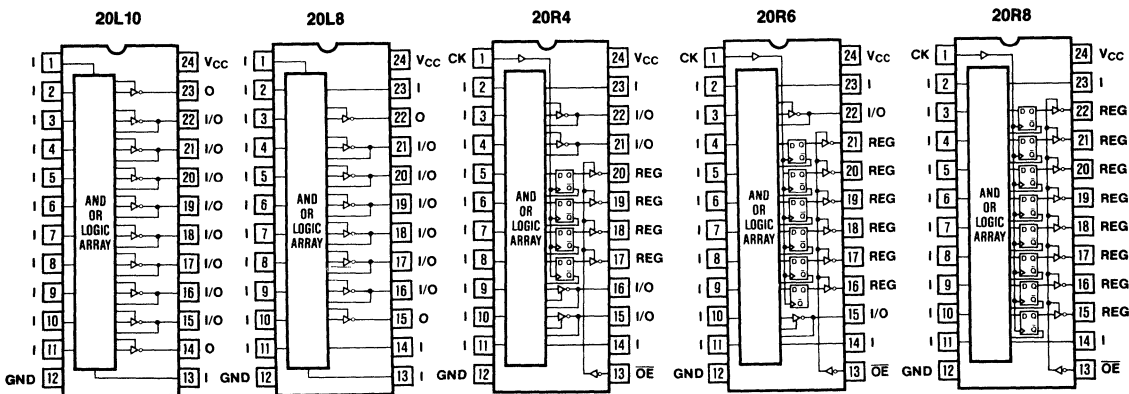 20L10
I 1 24 VCC
I 2 23 O
I 3 22 I/O
I 4 21 I/O
I 5 20 I/O
I 6 19 I/O
I 7 18 I/O
I 8 17 I/O
I 9 16 I/O
I 10 15 I/O
I 11 14 O
GND 12 13 I
AND
OR
LOGIC
ARRAY
20L8
I 1 24 VCC
I 2 23 I
I 3 22 O
I 4 21 I/O
I 5 20 I/O
I 6 19 I/O
I 7 18 I/O
I 8 17 I/O
I 9 16 I/O
I 10 15 O
I 11 14 I
GND 12 13 I
AND
OR
LOGIC
ARRAY
20R4
CK 1 24 VCC
I 2 23 I
I 3 22 I/O
I 4 21 I/O
I 5 20 REG
I 6 19 REG
I 7 18 REG
I 8 17 REG
I 9 16 I/O
I 10 15 I/O
I 11 14 I
GND 12 13 OE
AND
OR
LOGIC
ARRAY
20R6
CK 1 24 VCC
I 2 23 I
I 3 22 I/O
I 4 21 REG
I 5 20 REG
I 6 19 REG
I 7 18 REG
I 8 17 REG
I 9 16 REG
I 10 15 I/O
I 11 14 I
GND 12 13 OE
AND
OR
LOGIC
ARRAY
20R8
CK 1 24 VCC
I 2 23 I
I 3 22 REG
I 4 21 REG
I 5 20 REG
I 6 19 REG
I 7 18 REG
I 8 17 REG
I 9 16 REG
I 10 15 REG
I 11 14 I
GND 12 13 OE
AND
OR
LOGIC
ARRAY